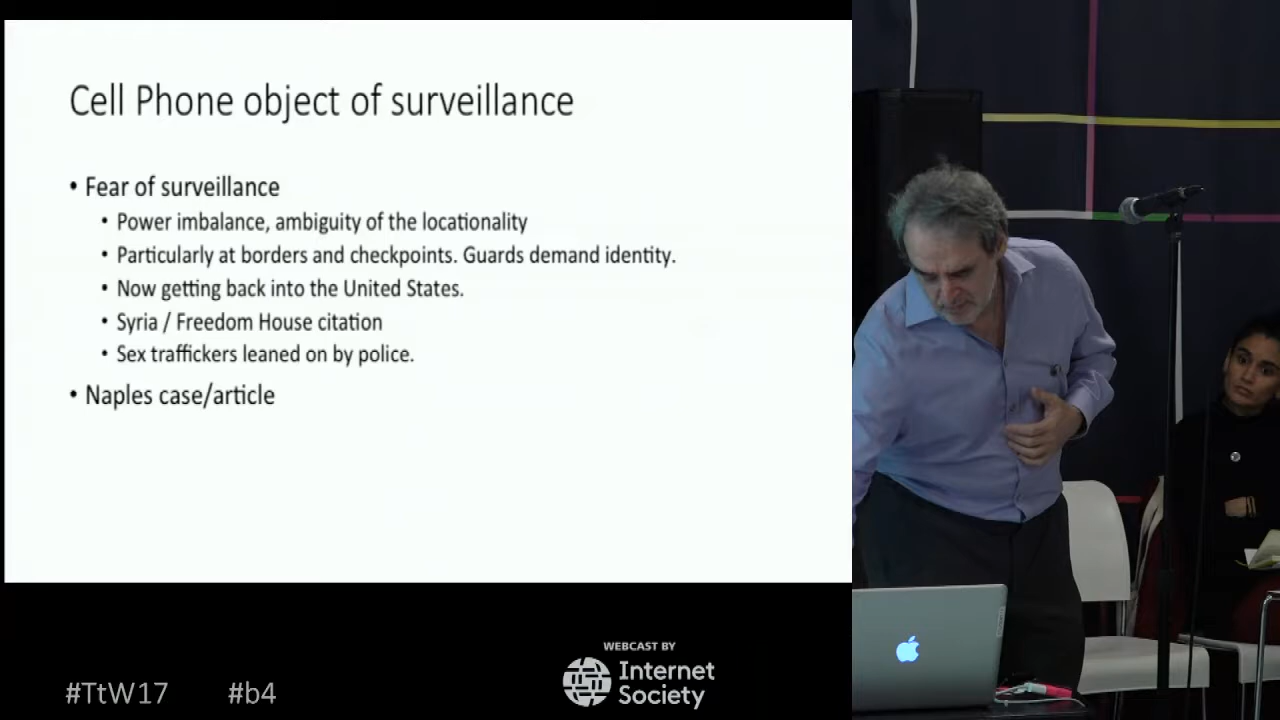 Cell Phone object of surveillance
• Fear of surveillance
• Power imbalance, ambiguity of the locationality
• Particularly at borders and checkpoints. Guards demand identity.
• Now getting back into the United States.
• Syria / Freedom House citation
• Sex traffickers leaned on by police.
• Naples case/article
WEBCAST BY
Internet
Society
#TtW17 #b4